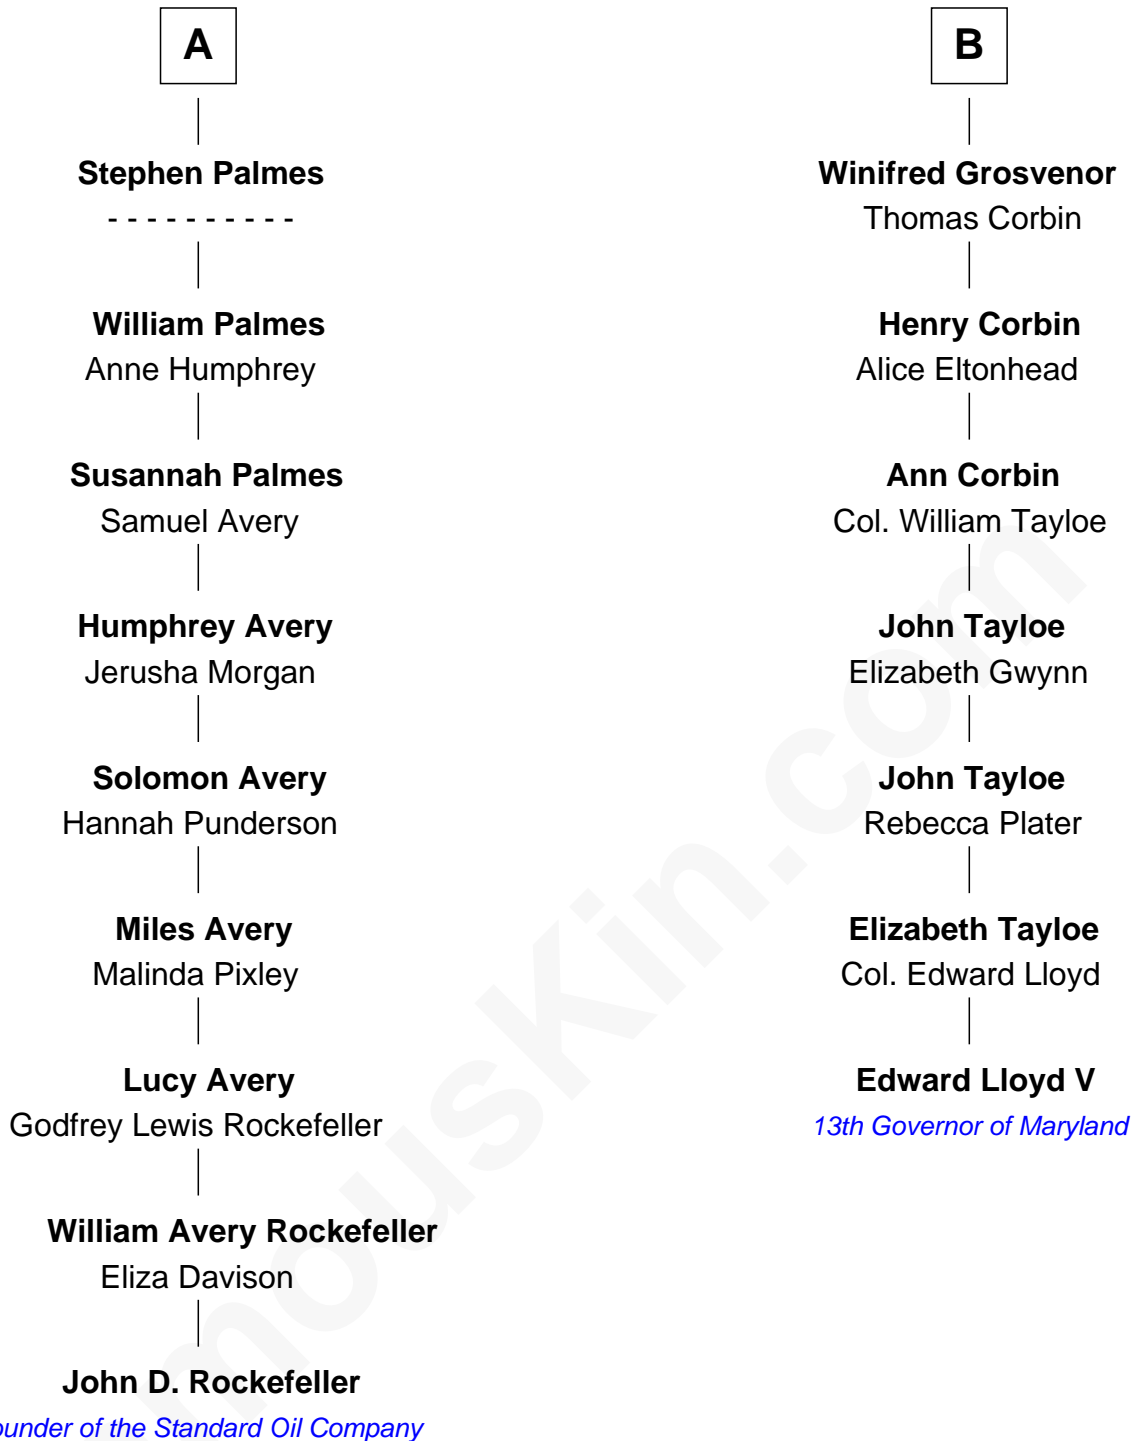 A
Stephen Palmes
- - - - - - - - - -
William Palmes
Anne Humphrey
Susannah Palmes
Samuel Avery
Humphrey Avery
Jerusha Morgan
Solomon Avery
Hannah Punderson
Miles Avery
Malinda Pixley
Lucy Avery
Godfrey Lewis Rockefeller
William Avery Rockefeller
Eliza Davison
John D. Rockefeller
ounder of the Standard Oil Company
B
Winifred Grosvenor
Thomas Corbin
Henry Corbin
Alice Eltonhead
Ann Corbin
Col. William Tayloe
John Tayloe
Elizabeth Gwynn
John Tayloe
Rebecca Plater
Elizabeth Tayloe
Col. Edward Lloyd
Edward Lloyd V
13th Governor of Maryland
mousKin.com